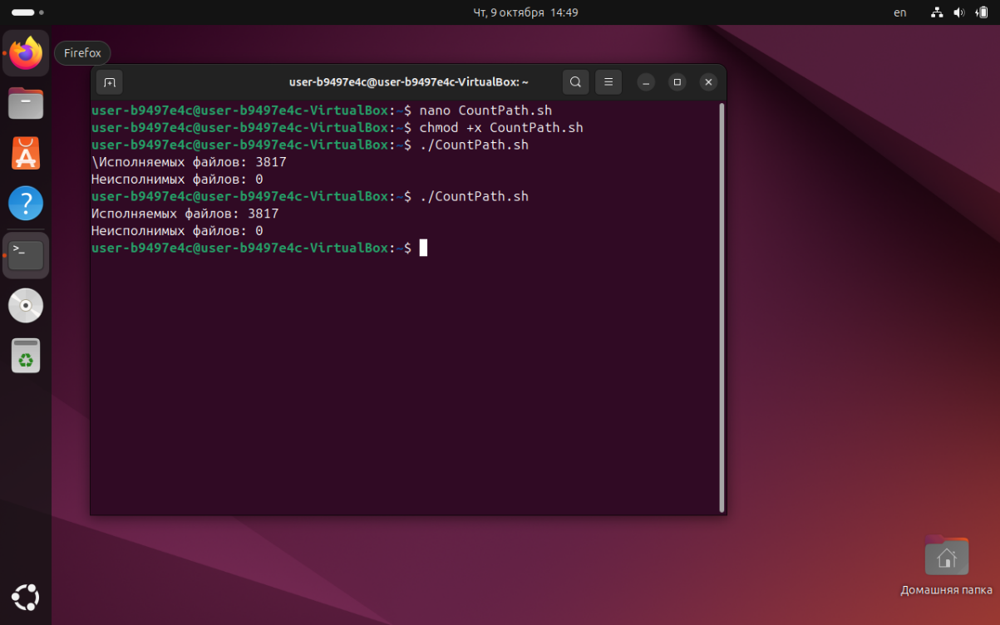 Чт, 9 октября 14:49
en
Firefox
user-b9497e4c@user-b9497e4c-VirtualBox: ~
user-b9497e4c@user-b9497e4c-VirtualBox:~$ nano CountPath.sh
user-b9497e4c@user-b9497e4c-VirtualBox:~$ chmod +x CountPath.sh
user-b9497e4c@user-b9497e4c-VirtualBox:~$ ./CountPath.sh
\Исполняемых файлов: 3817
Неисполнимых файлов: 0
user-b9497e4c@user-b9497e4c-VirtualBox:~$ ./CountPath.sh
Исполняемых файлов: 3817
Неисполнимых файлов: 0
user-b9497e4c@user-b9497e4c-VirtualBox:~$
Домашняя папка